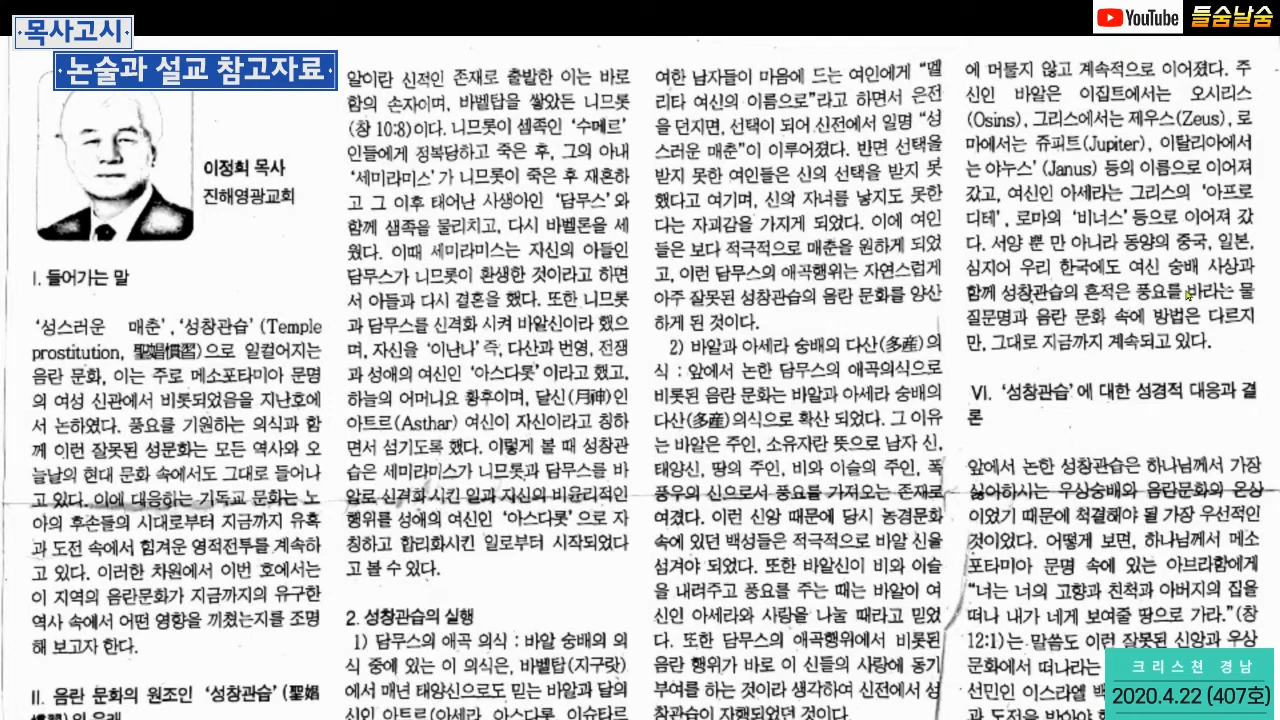 목사고시
논술과 설교 참고자료
YouTube
들숨날숨
이정희 목사
진해영광교회
I. 들어가는 말
‘성스러운 매춘’, ‘성창관습’(Temple
prostitution, 聖娼慣習)으로 일컬어지는
음란 문화, 이는 주로 메소포타미아 문명
의 여성 신관에서 비롯되었음을 지난호에
서 논하였다. 풍요를 기원하는 의식과 함
께 이런 잘못된 성문화는 모든 역사와 오
늘날의 현대 문화 속에서도 그대로 들어나
고 있다. 이에 대응하는 기독교 문화는 노
아의 후손들의 시대로부터 지금까지 유혹
과 도전 속에서 힘겨운 영적전투를 계속하
고 있다. 이러한 차원에서 이번 호에서는
이 지역의 음란문화가 지금까지의 유구한
역사 속에서 어떤 영향을 끼쳤는지를 조명
해 보고자 한다.
II. 음란 문화의 원조인 ‘성창관습’(聖娼
慣習)의 유래
알이란 신적인 존재로 출발한 이는 바로
함의 손자이며, 바벨탑을 쌓았든 니므롯
(창 10:8)이다. 니므롯이 셈족인 ‘수메르’
인들에게 정복당하고 죽은 후, 그의 아내
‘세미라미스’가 니므롯이 죽은 후 재혼하
고 그 이후 태어난 사생아인 ‘담무스’와
함께 샘족을 물리치고, 다시 바벨론을 세
웠다. 이때 세미라미스는 자신의 아들인
담무스가 니므롯이 환생한 것이라고 하면
서 아들과 다시 결혼을 했다. 또한 니므롯
과 담무스를 신격화 시켜 바알신이라 했으
며, 자신을 ‘이난나’ 즉, 다산과 번영, 전쟁
과 성애의 여신인 ‘아스다롯’이라고 했고,
하늘의 어머니요 황후이며, 달신(月神)인
아트르(Asthar) 여신이 자신이라고 칭하
면서 섬기도록 했다. 이렇게 볼 때 성창관
습은 세미라미스가 니므롯과 담무스를 바
알로 신격화 시킨 일과 자신의 비윤리적인
행위를 성애의 여신인 ‘아스다롯’으로 자
칭하고 합리화시킨 일로부터 시작되었다
고 볼 수 있다.
2. 성창관습의 실행
1) 담무스의 애곡 의식 : 바알 숭배의 의
식 중에 있는 이 의식은, 바벨탑(지구랏)
에서 매년 태양신으로도 믿는 바알과 달의
신인 아트르(아세라, 아스다롯, 이슈타르
여한 남자들이 마음에 드는 여인에게 “멜
리타 여신의 이름으로”라고 하면서 은전
을 던지면, 선택이 되어 신전에서 일명 “성
스러운 매춘”이 이루어졌다. 반면 선택을
받지 못한 여인들은 신의 선택을 받지 못
했다고 여기며, 신의 자녀를 낳지도 못한
다는 자괴감을 가지게 되었다. 이에 여인
들은 보다 적극적으로 매춘을 원하게 되었
고, 이런 담무스의 애곡행위는 자연스럽게
아주 잘못된 성창관습의 음란 문화를 양산
하게 된 것이다.
2) 바알과 아세라 숭배의 다산(多産)의
식 : 앞에서 논한 담무스의 애곡의식으로
비롯된 음란 문화는 바알과 아세라 숭배의
다산(多産)의식으로 확산 되었다. 그 이유
는 바알은 주인, 소유자란 뜻으로 남자 신,
태양신, 땅의 주인, 비와 이슬의 주인, 폭
풍우의 신으로서 풍요를 가져오는 존재로
여겼다. 이런 신앙 때문에 당시 농경문화
속에 있던 백성들은 적극적으로 바알 신을
섬겨야 되었다. 또한 바알신이 비와 이슬
을 내려주고 풍요를 주는 때는 바알이 여
신인 아세라와 사랑을 나눌 때라고 믿었
다. 또한 담무스의 애곡행위에서 비롯된
음란 행위가 바로 이 신들의 사랑에 동기
부여를 하는 것이라 생각하여 신전에서 성
창관습이 자행되었던 것이다.
에 머물지 않고 계속적으로 이어졌다. 주
신인 바알은 이집트에서는 오시리스
(Osins), 그리스에서는 제우스(Zeus), 로
마에서는 쥬피트(Jupiter), 이탈리아에서
는 야누스’(Janus) 등의 이름으로 이어져
갔고, 여신인 아세라는 그리스의 ‘아프로
디테’, 로마의 ‘비너스’ 등으로 이어져 갔
다. 서양 뿐 만 아니라 동양의 중국, 일본,
심지어 우리 한국에도 여신 숭배 사상과
함께 성창관습의 흔적은 풍요를 바라는 물
질문명과 음란 문화 속에 방법은 다르지
만, 그대로 지금까지 계속되고 있다.
VI. ‘성창관습’에 대한 성경적 대응과 결
론
앞에서 논한 성창관습은 하나님께서 가장
싫어하시는 우상숭배와 음란문화의 온상
이었기 때문에 척결해야 될 가장 우선적인
것이었다. 어떻게 보면, 하나님께서 메소
포타미아 문명 속에 있는 아브라함에게
“너는 너의 고향과 친척과 아버지의 집을
떠나 내가 네게 보여줄 땅으로 가라.”(창
12:1)는 말씀도 이런 잘못된 신앙과 우상
문화에서 떠나라는
선민인 이스라엘 백
과 도전을 받아야 함
크리스천 경남
2020.4.22 (407호)